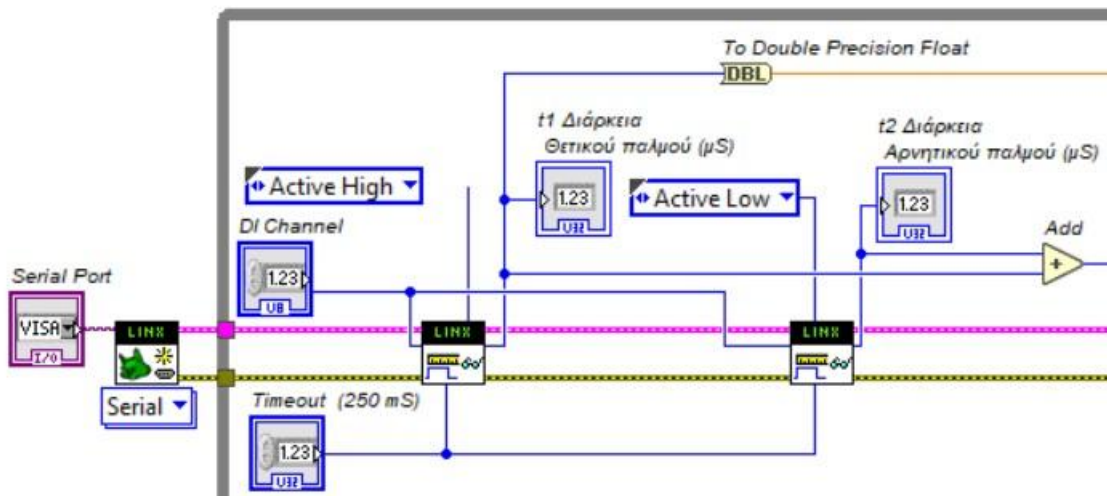 To Double Precision Float
DBL
t1 Διάρκεια
Θετικού παλμού (μS)
t2 Διάρκεια
Αρνητικού παλμού (μS)
Active High
1.23
U32
Active Low
1.23
U32
DI Channel
Add
1.23
U8
+
Serial Port
VISA
I/O
LINX
LINX
LINX
Serial
Timeout (250 mS)
1.23
U32